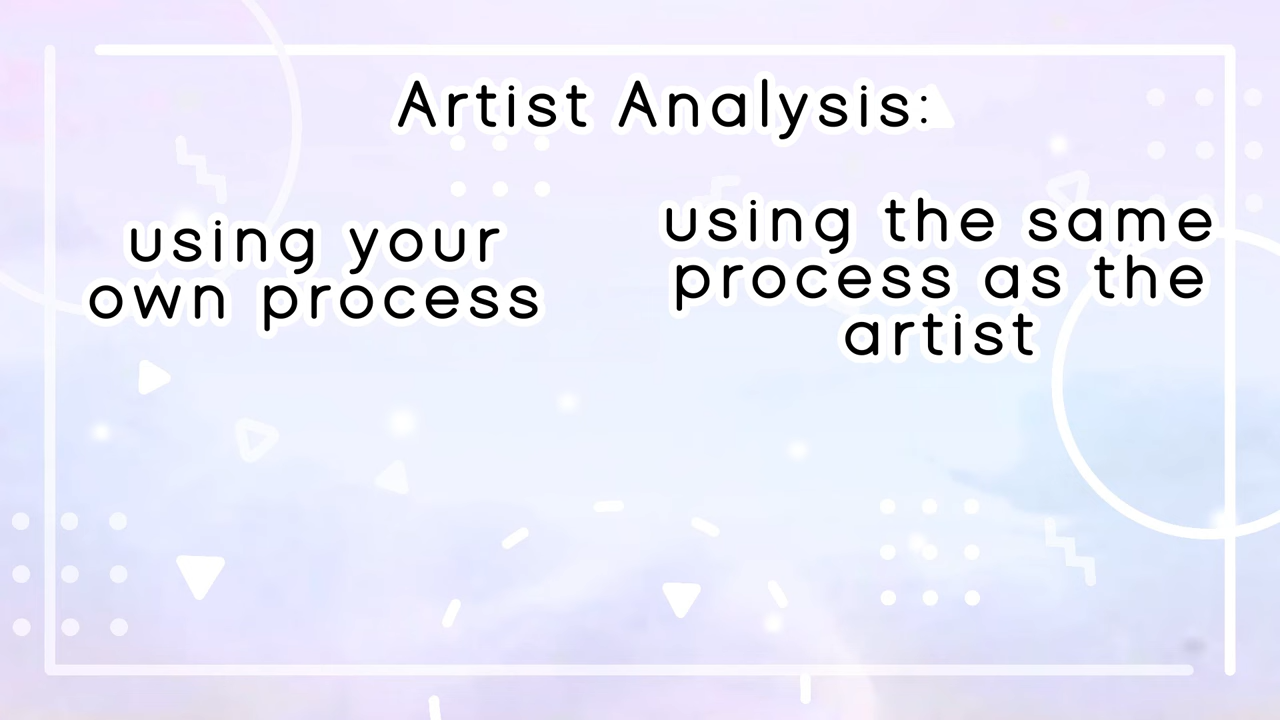 Artist Analysis:
using your
own process
using the same
process as the
artist